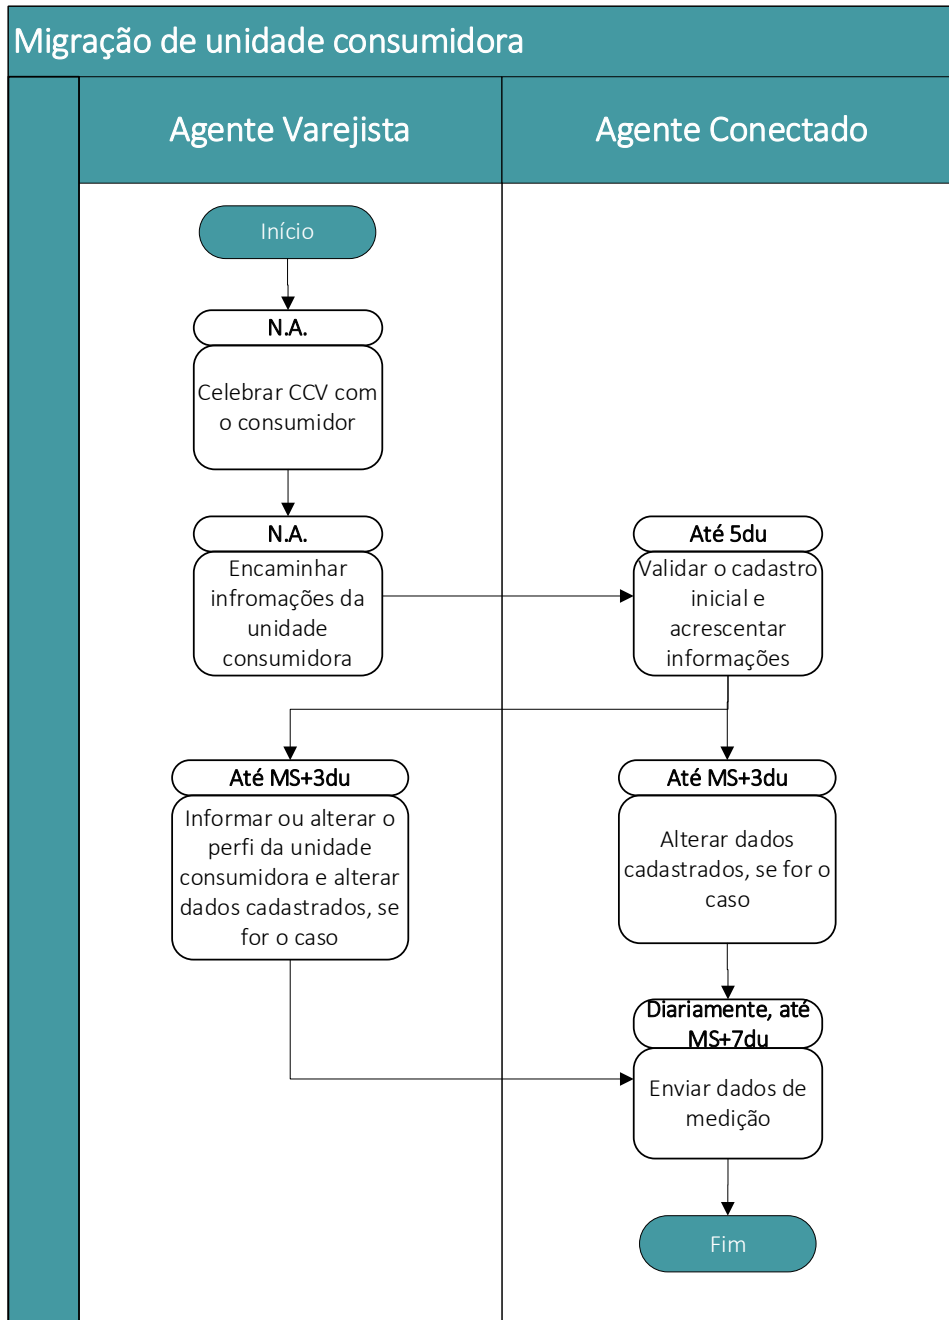 Migração de unidade consumidora
Agente Varejista
Agente Conectado
Início
N.A.
Celebrar CCV com
o consumidor
N.A.
Encaminhar
infromações da
unidade
consumidora
Até 5du
Validar o cadastro
inicial e
acrescentar
informações
Até MS+3du
Informar ou alterar o
perfi da unidade
consumidora e alterar
dados cadastrados, se
for o caso
Até MS+3du
Alterar dados
cadastrados, se for o
caso
Diariamente, até
MS+7du
Enviar dados de
medição
Fim